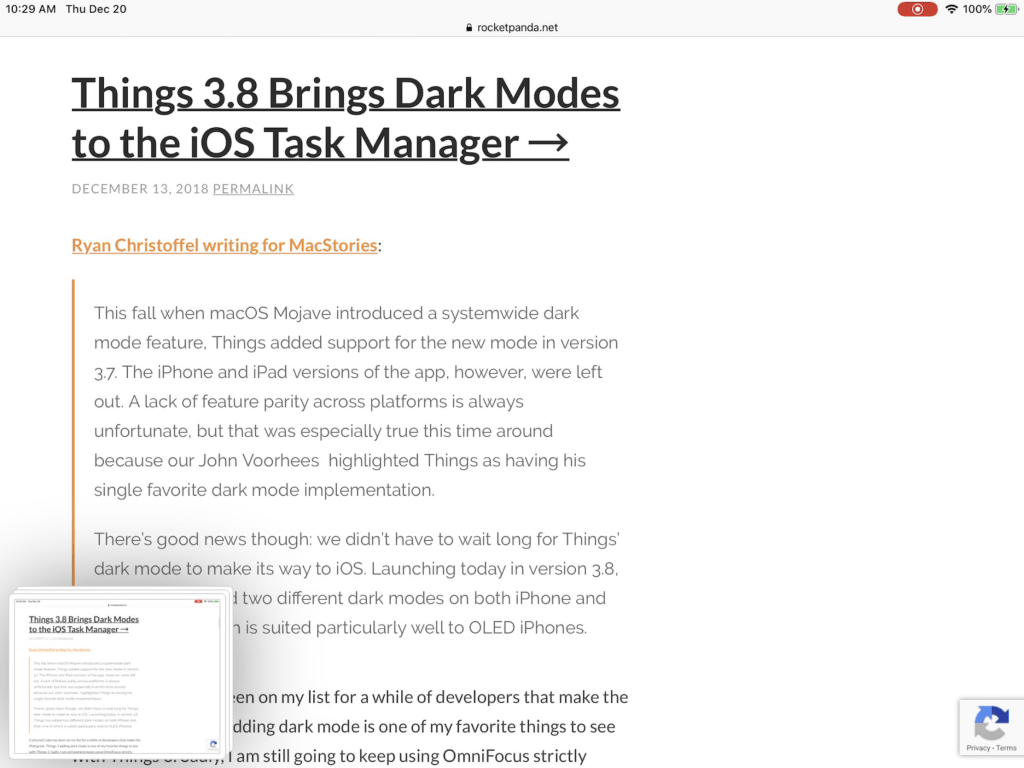 10:29 AM Thu Dec 20
100%
rocketpanda.net
Things 3.8 Brings Dark Modes
to the iOS Task Manager →
DECEMBER 13, 2018 PERMALINK
Ryan Christoffel writing for MacStories:
This fall when macOS Mojave introduced a systemwide dark
mode feature, Things added support for the new mode in version
3.7. The iPhone and iPad versions of the app, however, were left
out. A lack of feature parity across platforms is always
unfortunate, but that was especially true this time around
because our John Voorhees highlighted Things as having his
single favorite dark mode implementation.
There's good news though: we didn't have to wait long for Things'
dark mode to make its way to iOS. Launching today in version 3.8,
two different dark modes on both iPhone and
is suited particularly well to OLED iPhones.
on my list for a while of developers that make the
dark mode is one of my favorite things to see
I am still going to keep using OmniFocus strictly
Things 3.8 Brings Dark Modes
to the iOS Task Manager →
Privacy - Terms